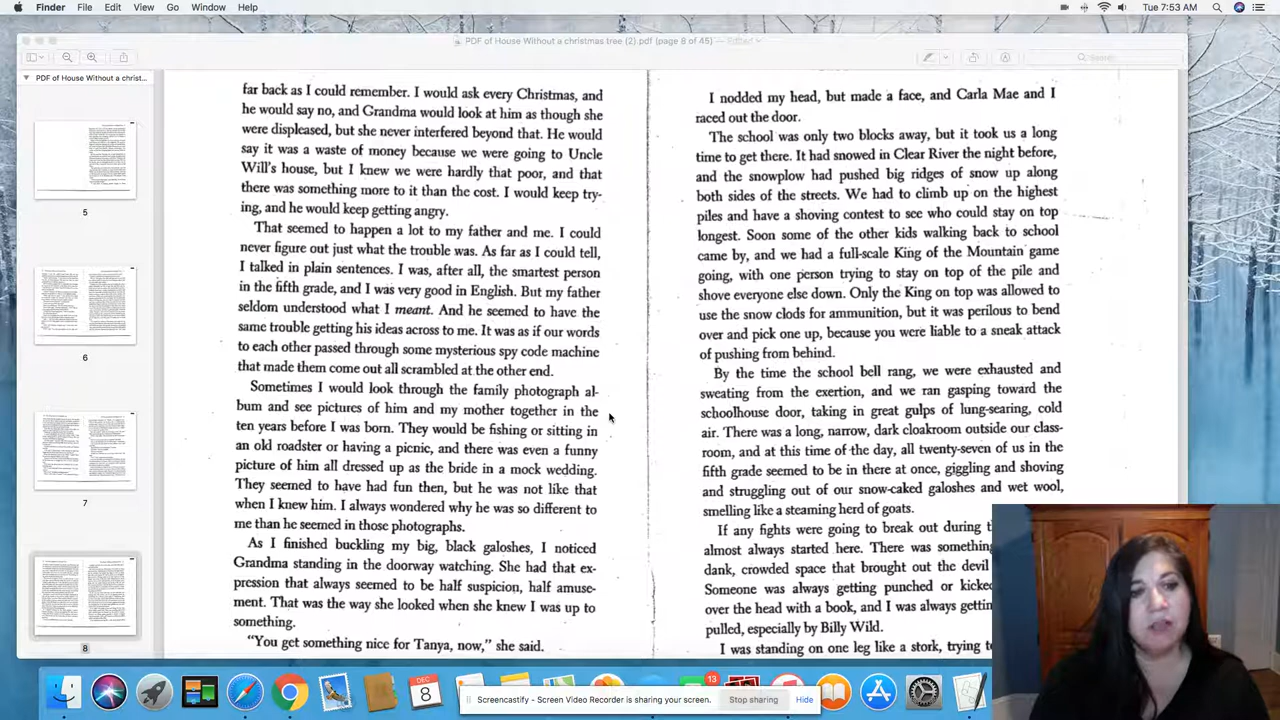 Finder File Edit View Go Window Help
Tue 7:53 AM
PDF of House Without a christmas tree (2).pdf (page 8 of 45) — Edited
Search
PDF of House Without a christ...
5
6
7
8
far back as I could remember. I would ask every Christmas, and
he would say no, and Grandma would look at him as though she
were displeased, but she never interfered beyond that. He would
say it was a waste of money because we were going to Uncle
Will's house, but I knew we were hardly that poor, and that
there was something more to it than the cost. I would keep try-
ing, and he would keep getting angry.
That seemed to happen a lot to my father and me. I could
never figure out just what the trouble was. As far as I could tell,
I talked in plain sentences. I was, after all, the smartest person
in the fifth grade, and I was very good in English. But my father
seldom understood what I meant. And he seemed to have the
same trouble getting his ideas across to me. It was as if our words
to each other passed through some mysterious spy code machine
that made them come out all scrambled at the other end.
Sometimes I would look through the family photograph al-
bum and see pictures of him and my mother together in the
ten years before I was born. They would be fishing or sitting in
an old roadster or having a picnic, and there was even a funny
picture of him all dressed up as the bride in a mock wedding.
They seemed to have had fun then, but he was not like that
when I knew him. I always wondered why he was so different to
me than he seemed in those photographs.
As I finished buckling my big, black galoshes, I noticed
Grandma standing in the doorway watching. She had that ex-
pression that always seemed to be half suspicion, half amuse-
ment. That was the way she looked when she knew I was up to
something.
"You get something nice for Tanya, now," she said.
I nodded my head, but made a face, and Carla Mae and I
raced out the door.
The school was only two blocks away, but it took us a long
time to get there. It had snowed in Clear River the night before,
and the snowplow had pushed big ridges of snow up along
both sides of the streets. We had to climb up on the highest
piles and have a shoving contest to see who could stay on top
longest. Soon some of the other kids walking back to school
came by, and we had a full-scale King of the Mountain game
going, with one person trying to stay on top of the pile and
shove everyone else down. Only the King on top was allowed to
use the snow clods for ammunition, but it was perilous to bend
over and pick one up, because you were liable to a sneak attack
of pushing from behind.
By the time the school bell rang, we were exhausted and
sweating from the exertion, and we ran gasping toward the
schoolhouse door, taking in great gulps of lung-searing, cold
air. There was a long, narrow, dark cloakroom outside our class-
room, and at this time of the day, all twenty-seven of us in the
fifth grade seemed to be in there at once, giggling and shoving
and struggling out of our snow-caked galoshes and wet wool,
smelling like a steaming herd of goats.
If any fights were going to break out during
almost always started here. There was something
dank, crowded space that brought out the devil
Someone was always getting punched or kicked
over the head with a book, and I was always
pulled, especially by Billy Wild.
I was standing on one leg like a stork, trying
DEC
8
13
Screencastify - Screen Video Recorder is sharing your screen.
Stop sharing
Hide